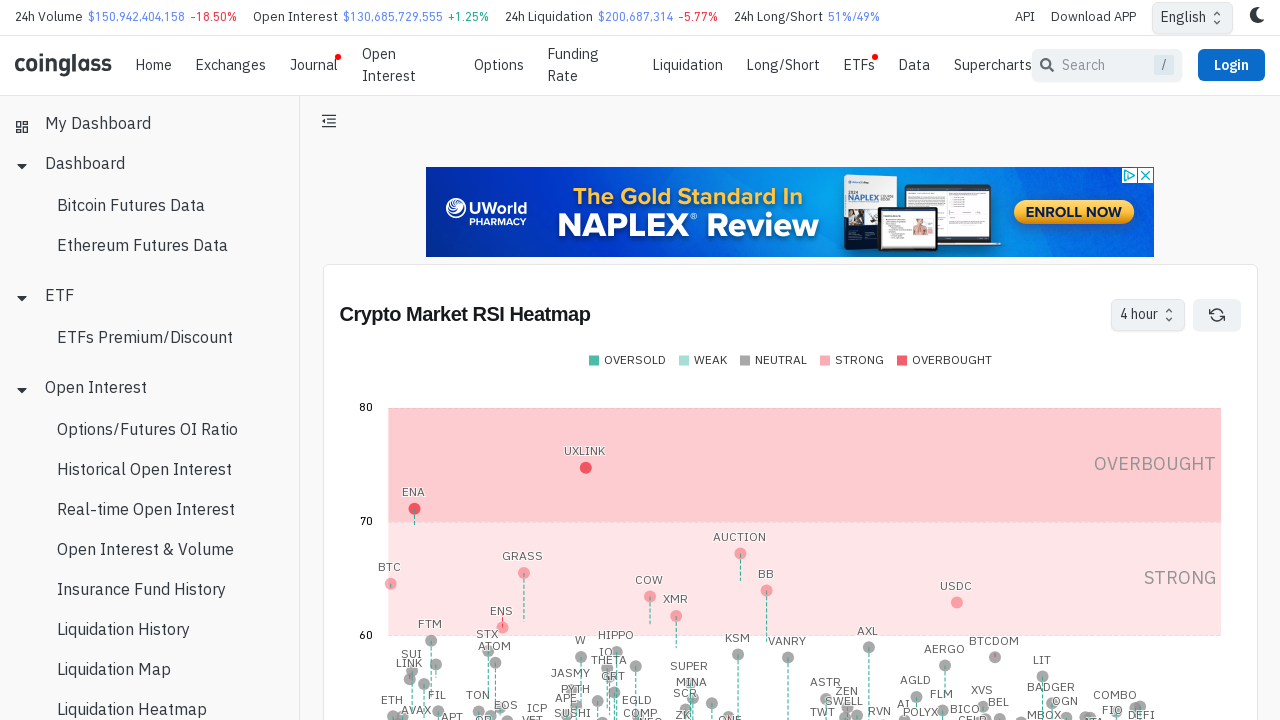 24h Volume $150,942,404,158 -18.50% Open Interest $130,685,729,555 +1.25% 24h Liquidation $200,687,314 -5.77% 24h Long/Short 51%/49% API Download APP English
coinglass Home Exchanges Journal Open Interest Options Funding Rate Liquidation Long/Short ETFs Data Supercharts Search / Login
My Dashboard
Dashboard
Bitcoin Futures Data
Ethereum Futures Data
ETF
ETFs Premium/Discount
Open Interest
Options/Futures OI Ratio
Historical Open Interest
Real-time Open Interest
Open Interest & Volume
Insurance Fund History
Liquidation History
Liquidation Map
Liquidation Heatmap
UWorld
PHARMACY
The Gold Standard In
NAPLEX® Review
ENROLL NOW
Crypto Market RSI Heatmap
4 hour
OVERSOLD WEAK NEUTRAL STRONG OVERBOUGHT
80
UXLINK
OVERBOUGHT
ENA
70
AUCTION
GRASS
BTC
BB
STRONG
COW
USDC
XMR
ENS
60
FTM
STX
HIPPO
W
KSM
VANRY
AXL
BTCDOM
ATOM
AERGO
SUI
LINK
THETA
LIT
SUPER
JASMY
GRT
MINA
ASTR
AGLD
BADGER
ETH
FIL
TON
SCR
ZEN
FLM
XVS
COMBO
EOS
ICP
EGLD
SWELL
AI
BICO
BEL
OGN
AVAX
APT
VET
SUSHI
COMP
ZK
TWT
RVN
POLYX
MBOX
FIO
DEFI